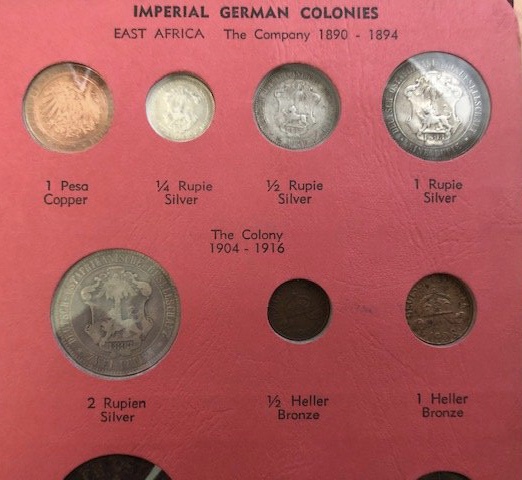 IMPERIAL GERMAN COLONIES
EAST AFRICA The Company 1890 - 1894
1 Pesa
Copper
¼ Rupie
Silver
½ Rupie
Silver
1 Rupie
Silver
The Colony
1904 - 1916
2 Rupien
Silver
½ Heller
Bronze
1 Heller
Bronze